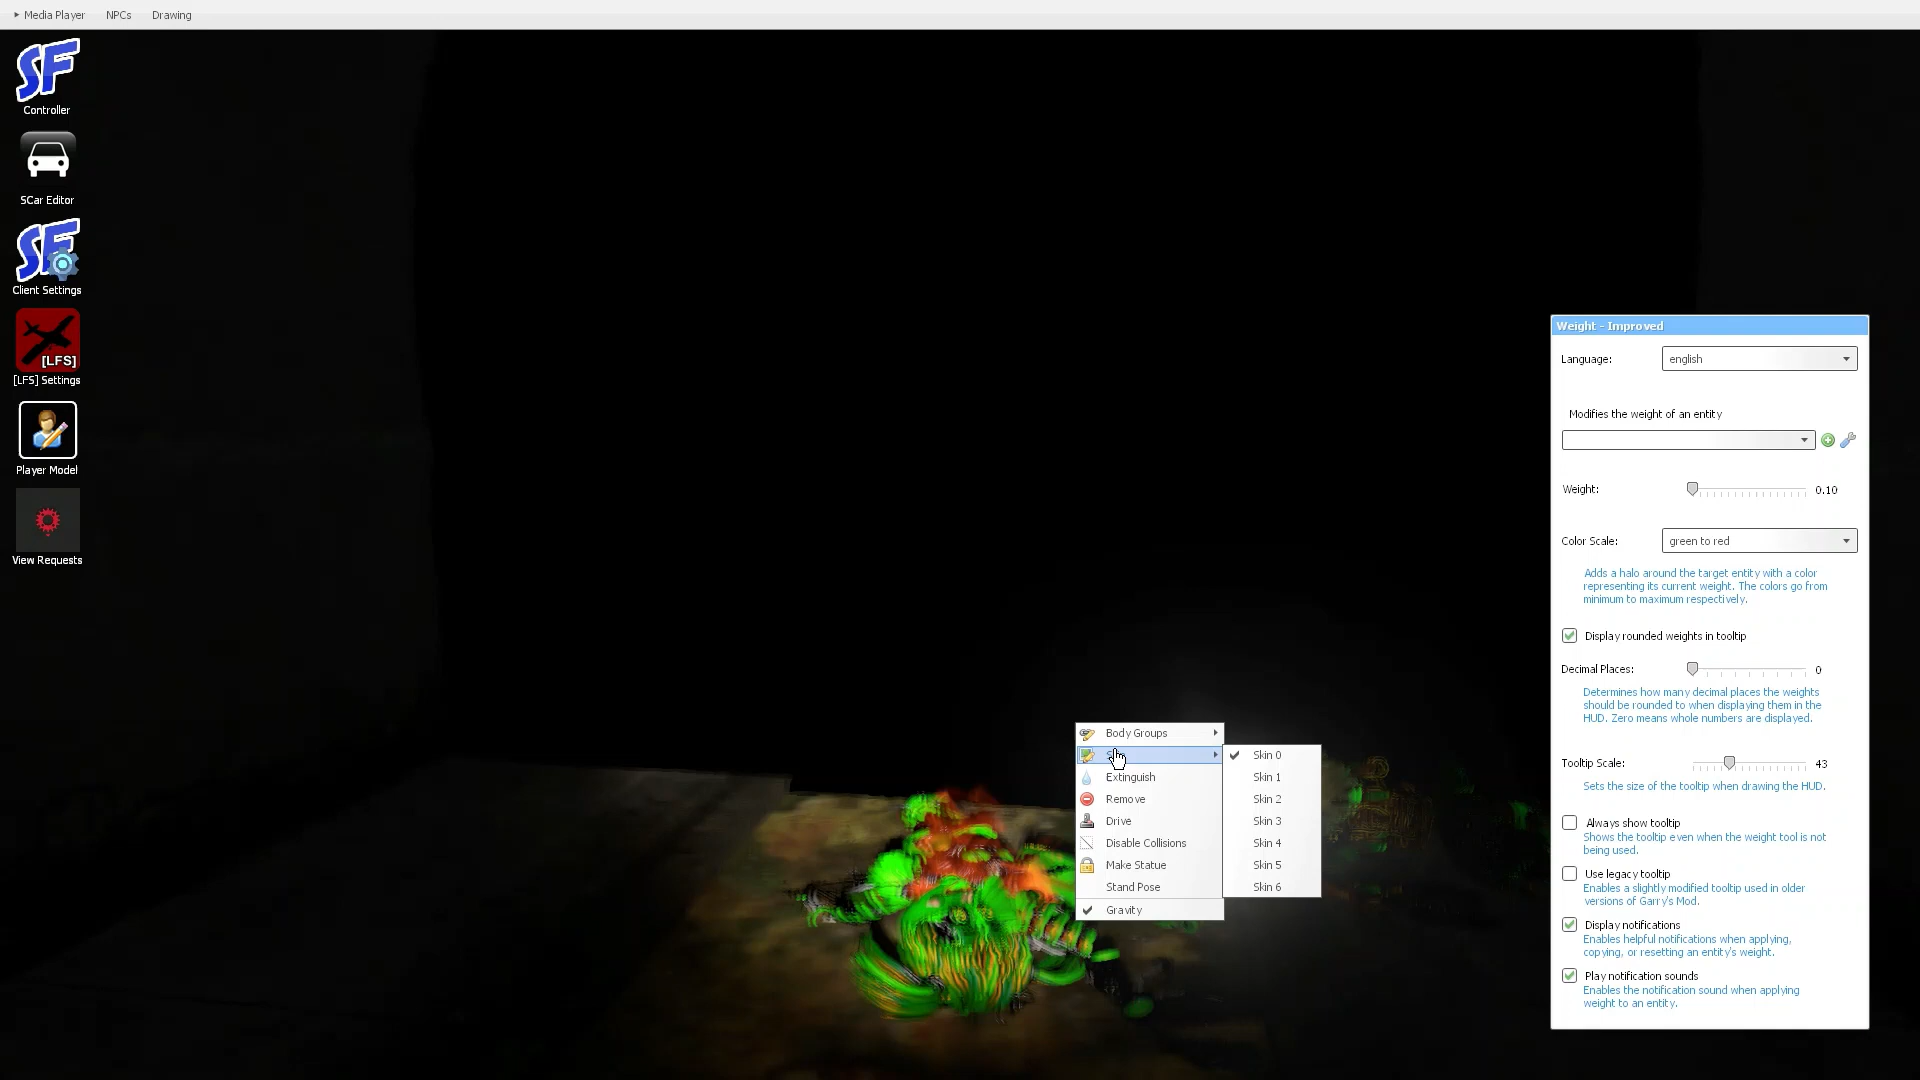 Media Player
NPCs
Drawing
SF
Controller
SCar Editor
SF
Client Settings
[LFS]
[LFS] Settings
Player Model
View Requests
Body Groups
Extinguish
Remove
Drive
Disable Collisions
Make Statue
Stand Pose
Gravity
Skin 0
Skin 1
Skin 2
Skin 3
Skin 4
Skin 5
Skin 6
Weight - Improved
Language:
english
Modifies the weight of an entity
Weight:
0.10
Color Scale:
green to red
Adds a halo around the target entity with a color
representing its current weight. The colors go from
minimum to maximum respectively.
Display rounded weights in tooltip
Decimal Places:
0
Determines how many decimal places the weights
should be rounded to when displaying them in the
HUD. Zero means whole numbers are displayed.
Tooltip Scale:
43
Sets the size of the tooltip when drawing the HUD.
Always show tooltip
Shows the tooltip even when the weight tool is not
being used.
Use legacy tooltip
Enables a slightly modified tooltip used in older
versions of Garry's Mod.
Display notifications
Enables helpful notifications when applying,
copying, or resetting an entity's weight.
Play notification sounds
Enables the notification sound when applying
weight to an entity.